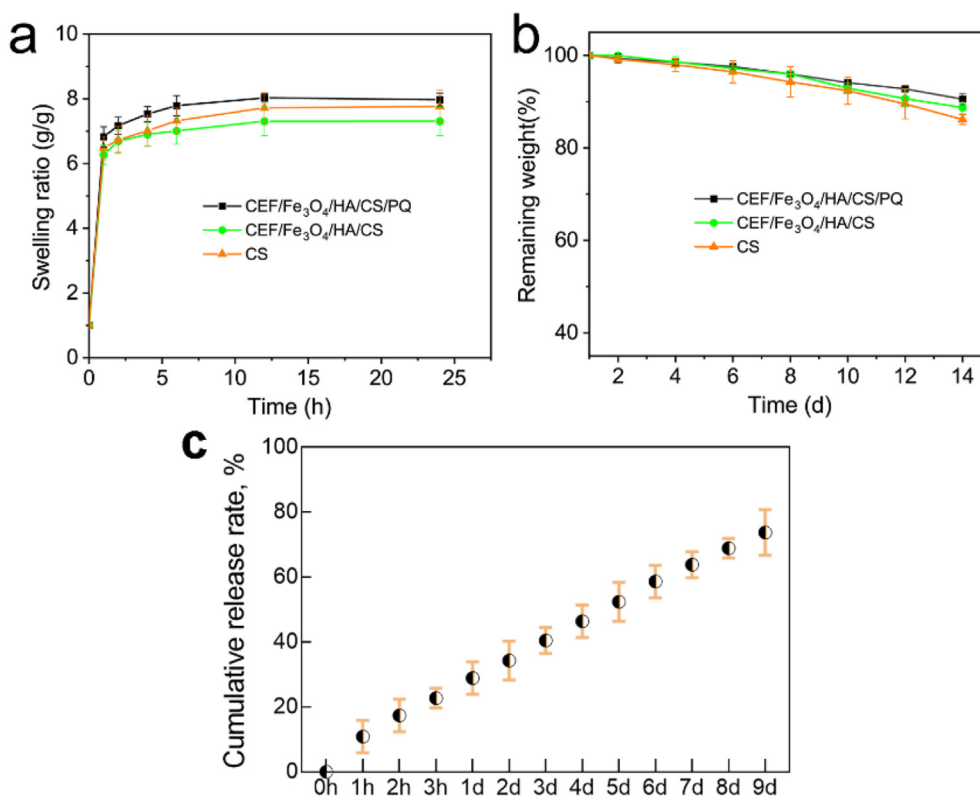 a
Swelling ratio (g/g)
10
8
6
4
2
0
CEF/Fe₃O₄/HA/CS/PQ
CEF/Fe₃O₄/HA/CS
CS
0 5 10 15 20 25
Time (h)
b
Remaining weight(%)
100
80
60
40
CEF/Fe₃O₄/HA/CS/PQ
CEF/Fe₃O₄/HA/CS
CS
2 4 6 8 10 12 14
Time (d)
c
Cumulative release rate, %
100
80
60
40
20
0
0h 1h 2h 3h 1d 2d 3d 4d 5d 6d 7d 8d 9d